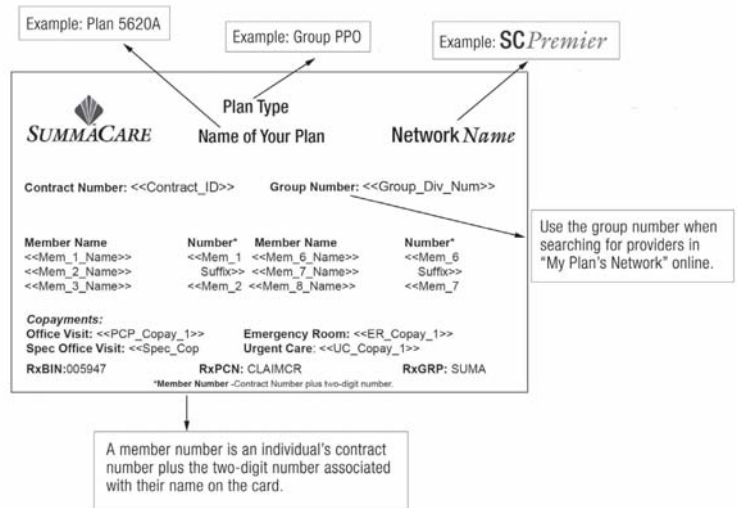 Example: Plan 5620A
Example: Group PPO
Example: SCPremier
SUMMACARE
Plan Type
Name of Your Plan
Network Name
Contract Number: <<Contract_ID>>
Group Number: <<Group_Div_Num>>
Use the group number when
searching for providers in
"My Plan's Network" online.
Member Name Number* Member Name Number*
<<Mem_1_Name>> <<Mem_1 <<Mem_6_Name>> <<Mem_6
<<Mem_2_Name>> Suffix>> <<Mem_7_Name>> Suffix>>
<<Mem_3_Name>> <<Mem_2 <<Mem_8_Name>> <<Mem_7
Copayments:
Office Visit: <<PCP_Copay_1>> Emergency Room: <<ER_Copay_1>>
Spec Office Visit: <<Spec_Cop Urgent Care: <<UC_Copay_1>>
RxBIN:005947 RxPCN: CLAIMCR RxGRP: SUMA
*Member Number -Contract Number plus two-digit number.
A member number is an individual's contract
number plus the two-digit number associated
with their name on the card.